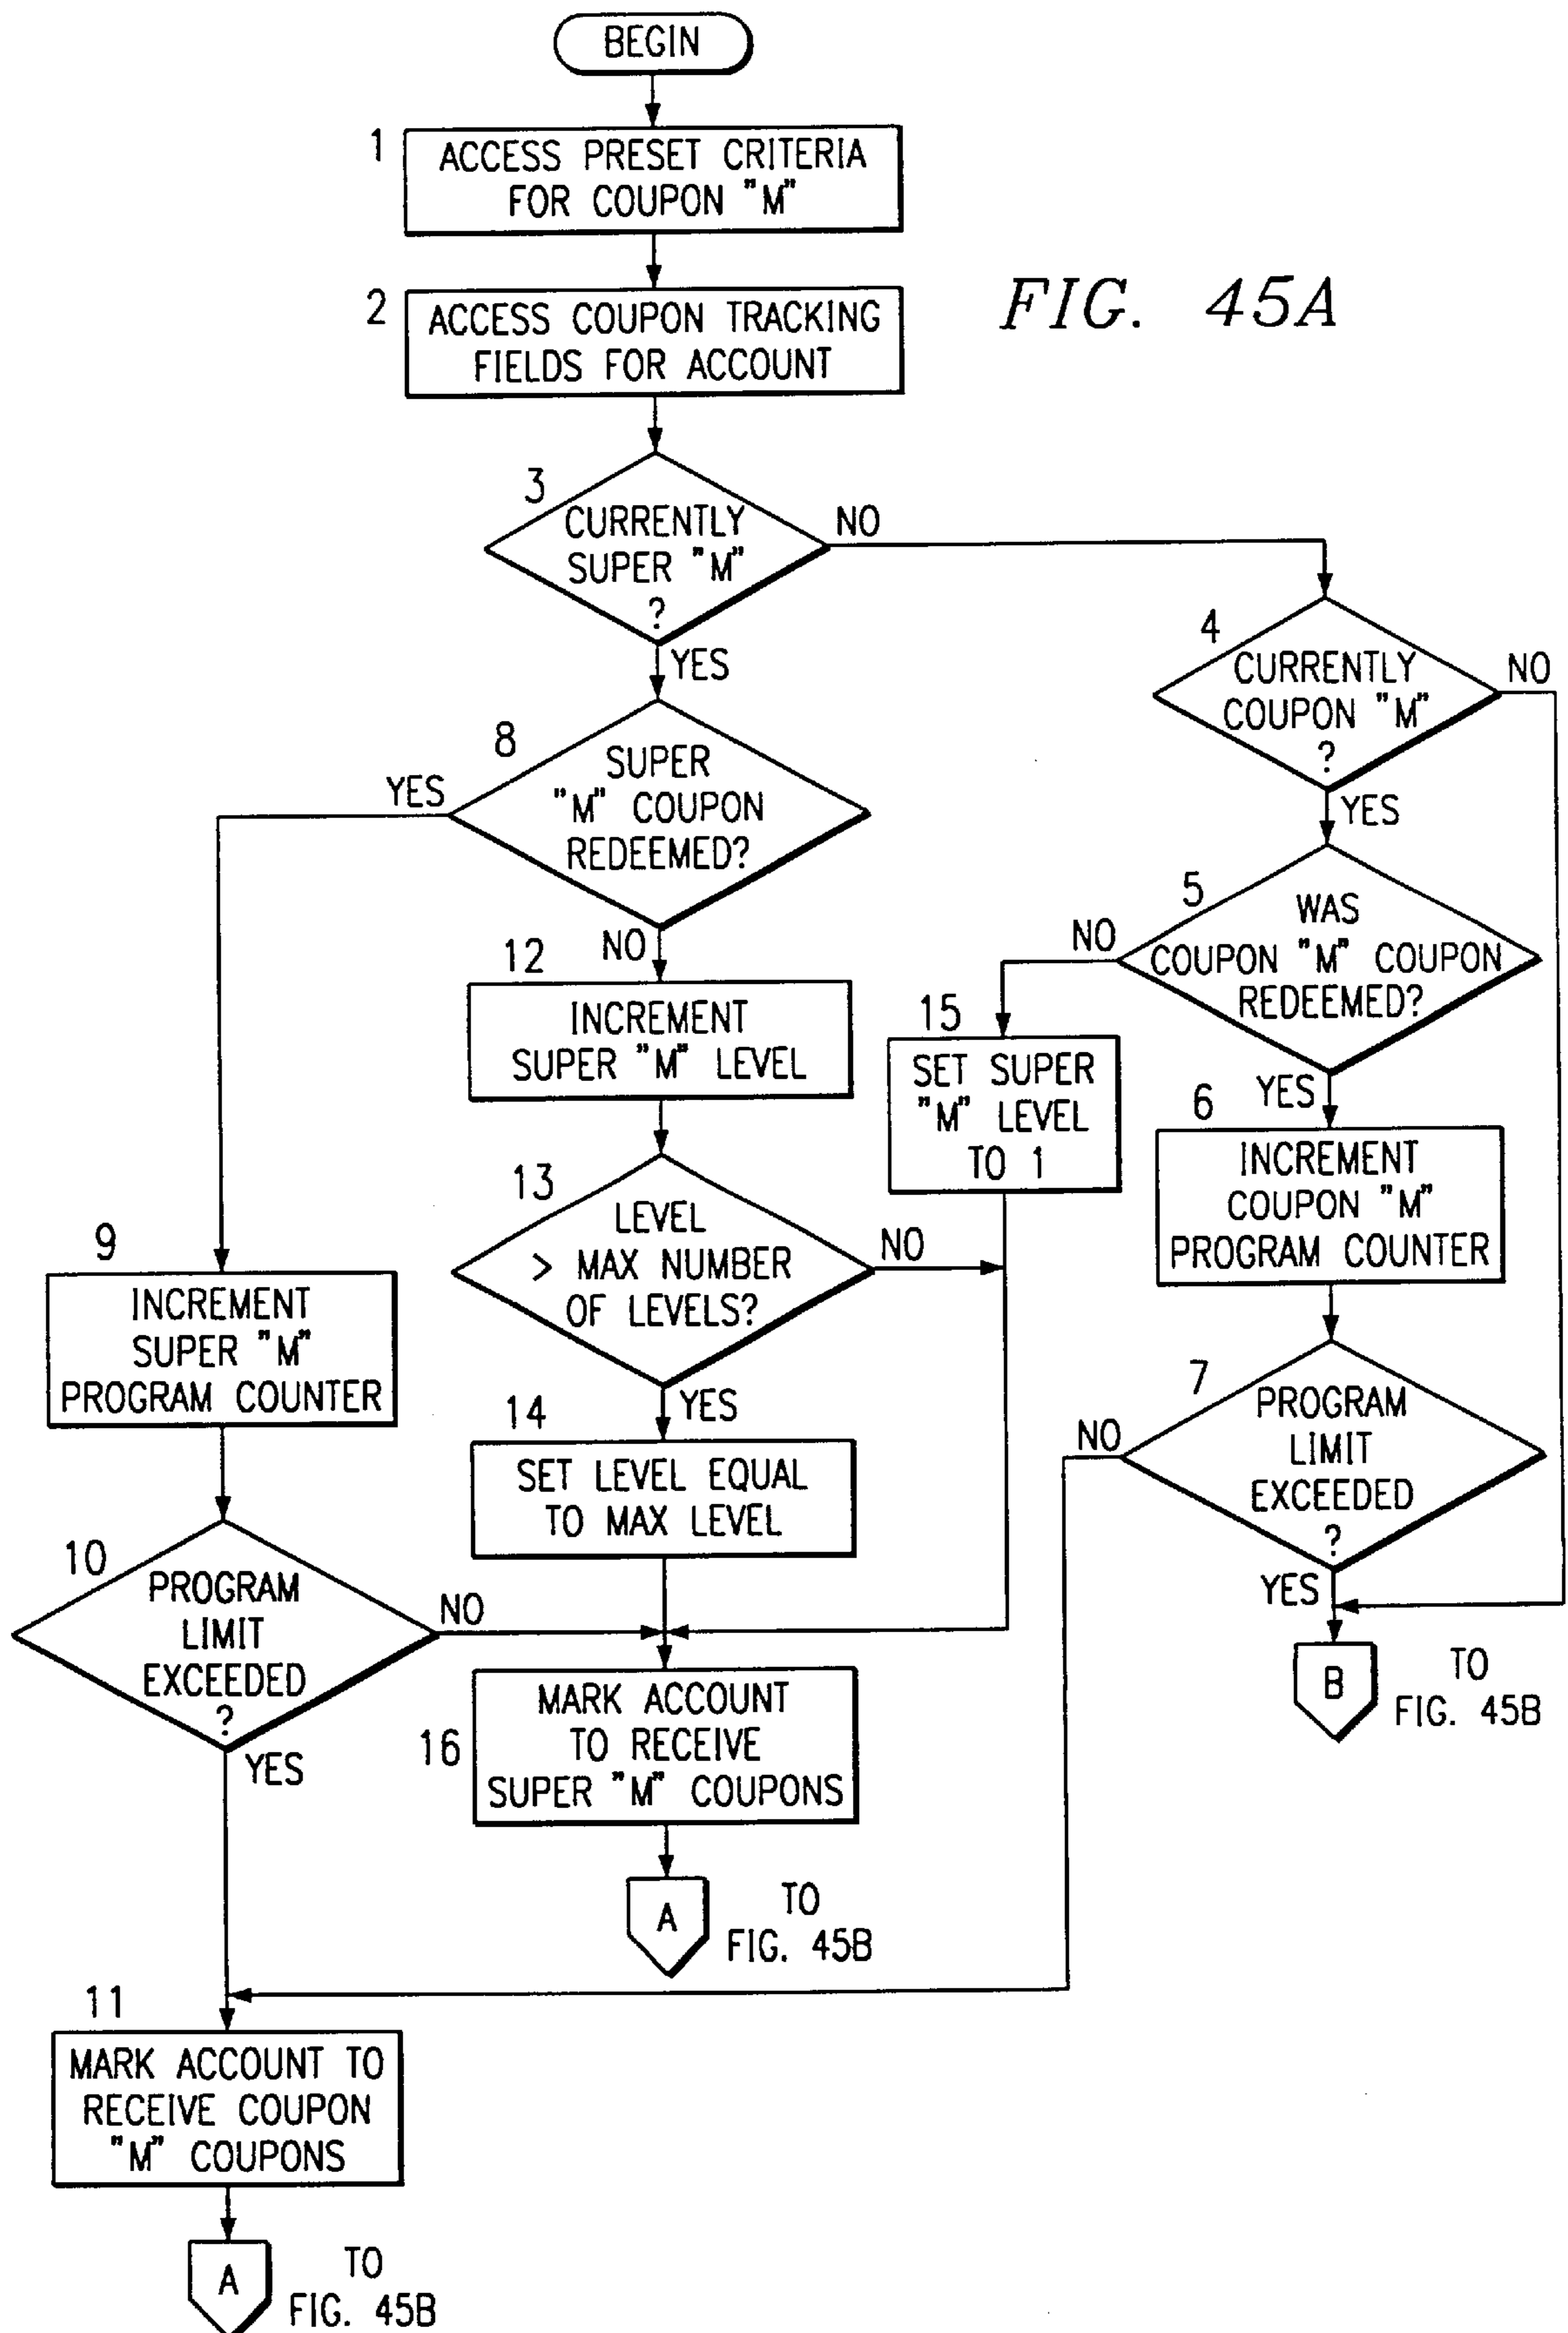 BEGIN
1
ACCESS PRESET CRITERIA
FOR COUPON "M"
FIG. 45A
2
ACCESS COUPON TRACKING
FIELDS FOR ACCOUNT
3
CURRENTLY
SUPER "M"
?
NO
YES
4
CURRENTLY
COUPON "M"
?
NO
YES
8
SUPER
"M" COUPON
REDEEMED?
YES
NO
5
WAS
COUPON "M" COUPON
REDEEMED?
NO
YES
12
INCREMENT
SUPER "M" LEVEL
15
SET SUPER
"M" LEVEL
TO 1
6
INCREMENT
COUPON "M"
PROGRAM COUNTER
13
LEVEL
> MAX NUMBER
OF LEVELS?
NO
YES
9
INCREMENT
SUPER "M"
PROGRAM COUNTER
7
PROGRAM
LIMIT
EXCEEDED
?
NO
YES
14
SET LEVEL EQUAL
TO MAX LEVEL
10
PROGRAM
LIMIT
EXCEEDED
?
NO
YES
16
MARK ACCOUNT
TO RECEIVE
SUPER "M" COUPONS
B
TO
FIG. 45B
A
TO
FIG. 45B
11
MARK ACCOUNT TO
RECEIVE COUPON
"M" COUPONS
A
TO
FIG. 45B